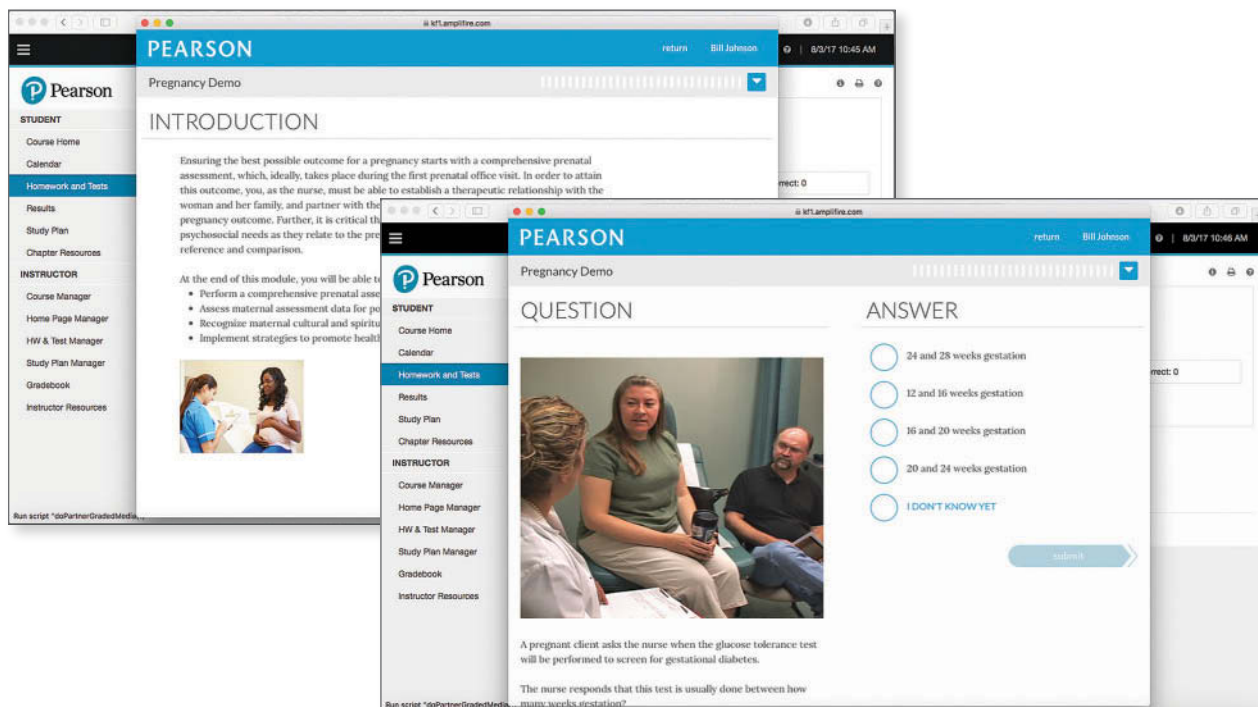 kf1.amplifire.com
PEARSON
return Bill Johnson
8/3/17 10:45 AM
Pearson
Pregnancy Demo
STUDENT
Course Home
Calendar
Homework and Tests
Results
Study Plan
Chapter Resources
INSTRUCTOR
Course Manager
Home Page Manager
HW & Test Manager
Study Plan Manager
Gradebook
Instructor Resources
INTRODUCTION
Ensuring the best possible outcome for a pregnancy starts with a comprehensive prenatal
assessment, which, ideally, takes place during the first prenatal office visit. In order to attain
this outcome, you, as the nurse, must be able to establish a therapeutic relationship with the
woman and her family, and partner with the
pregnancy outcome. Further, it is critical th
psychosocial needs as they relate to the pre
reference and comparison.
At the end of this module, you will be able to
• Perform a comprehensive prenatal asse
• Assess maternal assessment data for po
• Recognize maternal cultural and spiritu
• Implement strategies to promote health
rrect: 0
Run script "doPartnerGradedMedia(
kf1.amplifire.com
PEARSON
return Bill Johnson
8/3/17 10:46 AM
Pearson
Pregnancy Demo
STUDENT
Course Home
Calendar
Homework and Tests
Results
Study Plan
Chapter Resources
INSTRUCTOR
Course Manager
Home Page Manager
HW & Test Manager
Study Plan Manager
Gradebook
Instructor Resources
QUESTION
A pregnant client asks the nurse when the glucose tolerance test
will be performed to screen for gestational diabetes.
The nurse responds that this test is usually done between how
many weeks gestation?
ANSWER
24 and 28 weeks gestation
12 and 16 weeks gestation
16 and 20 weeks gestation
20 and 24 weeks gestation
I DON'T KNOW YET
submit
rrect: 0
Run script "doPartnerGradedMedia(